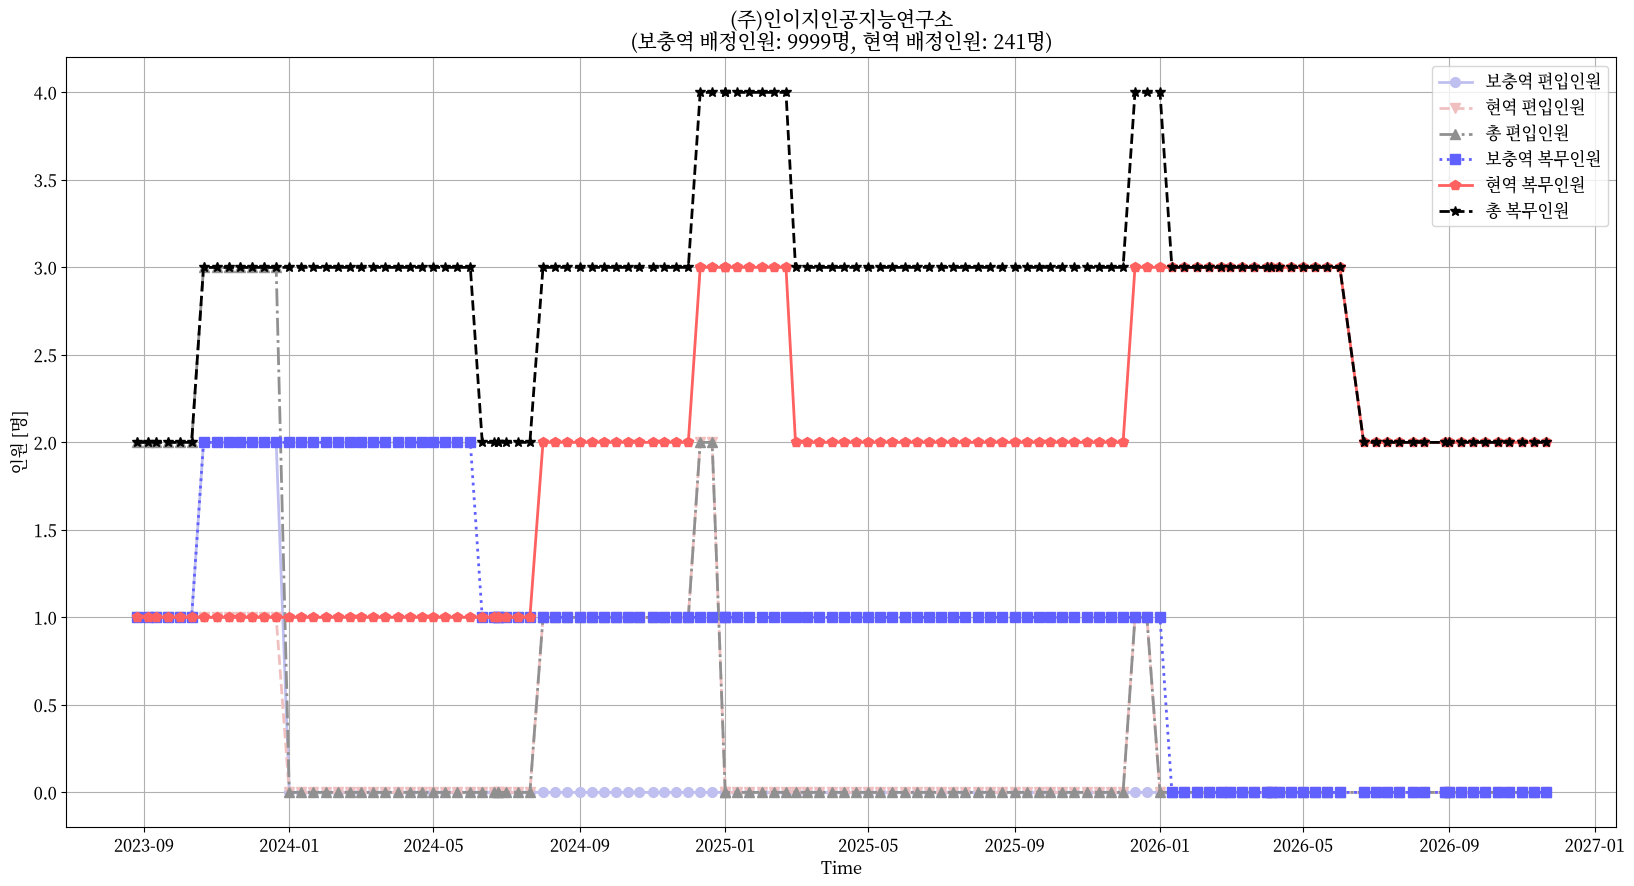 (주)인이지인공지능연구소
(보충역 배정인원: 9999명, 현역 배정인원: 241명)
인원 [명]
4.0
3.5
3.0
2.5
2.0
1.5
1.0
0.5
0.0
보충역 편입인원
현역 편입인원
총 편입인원
보충역 복무인원
현역 복무인원
총 복무인원
2023-09 2024-01 2024-05 2024-09 2025-01 2025-05 2025-09 2026-01 2026-05 2026-09 2027-01
Time